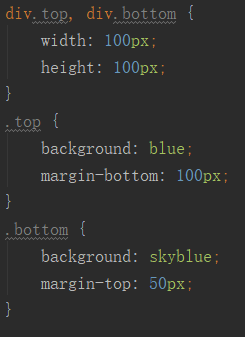 div.top, div.bottom {
width: 100px;
height: 100px;
}
.top {
background: blue;
margin-bottom: 100px;
}
.bottom {
background: skyblue;
margin-top: 50px;
}